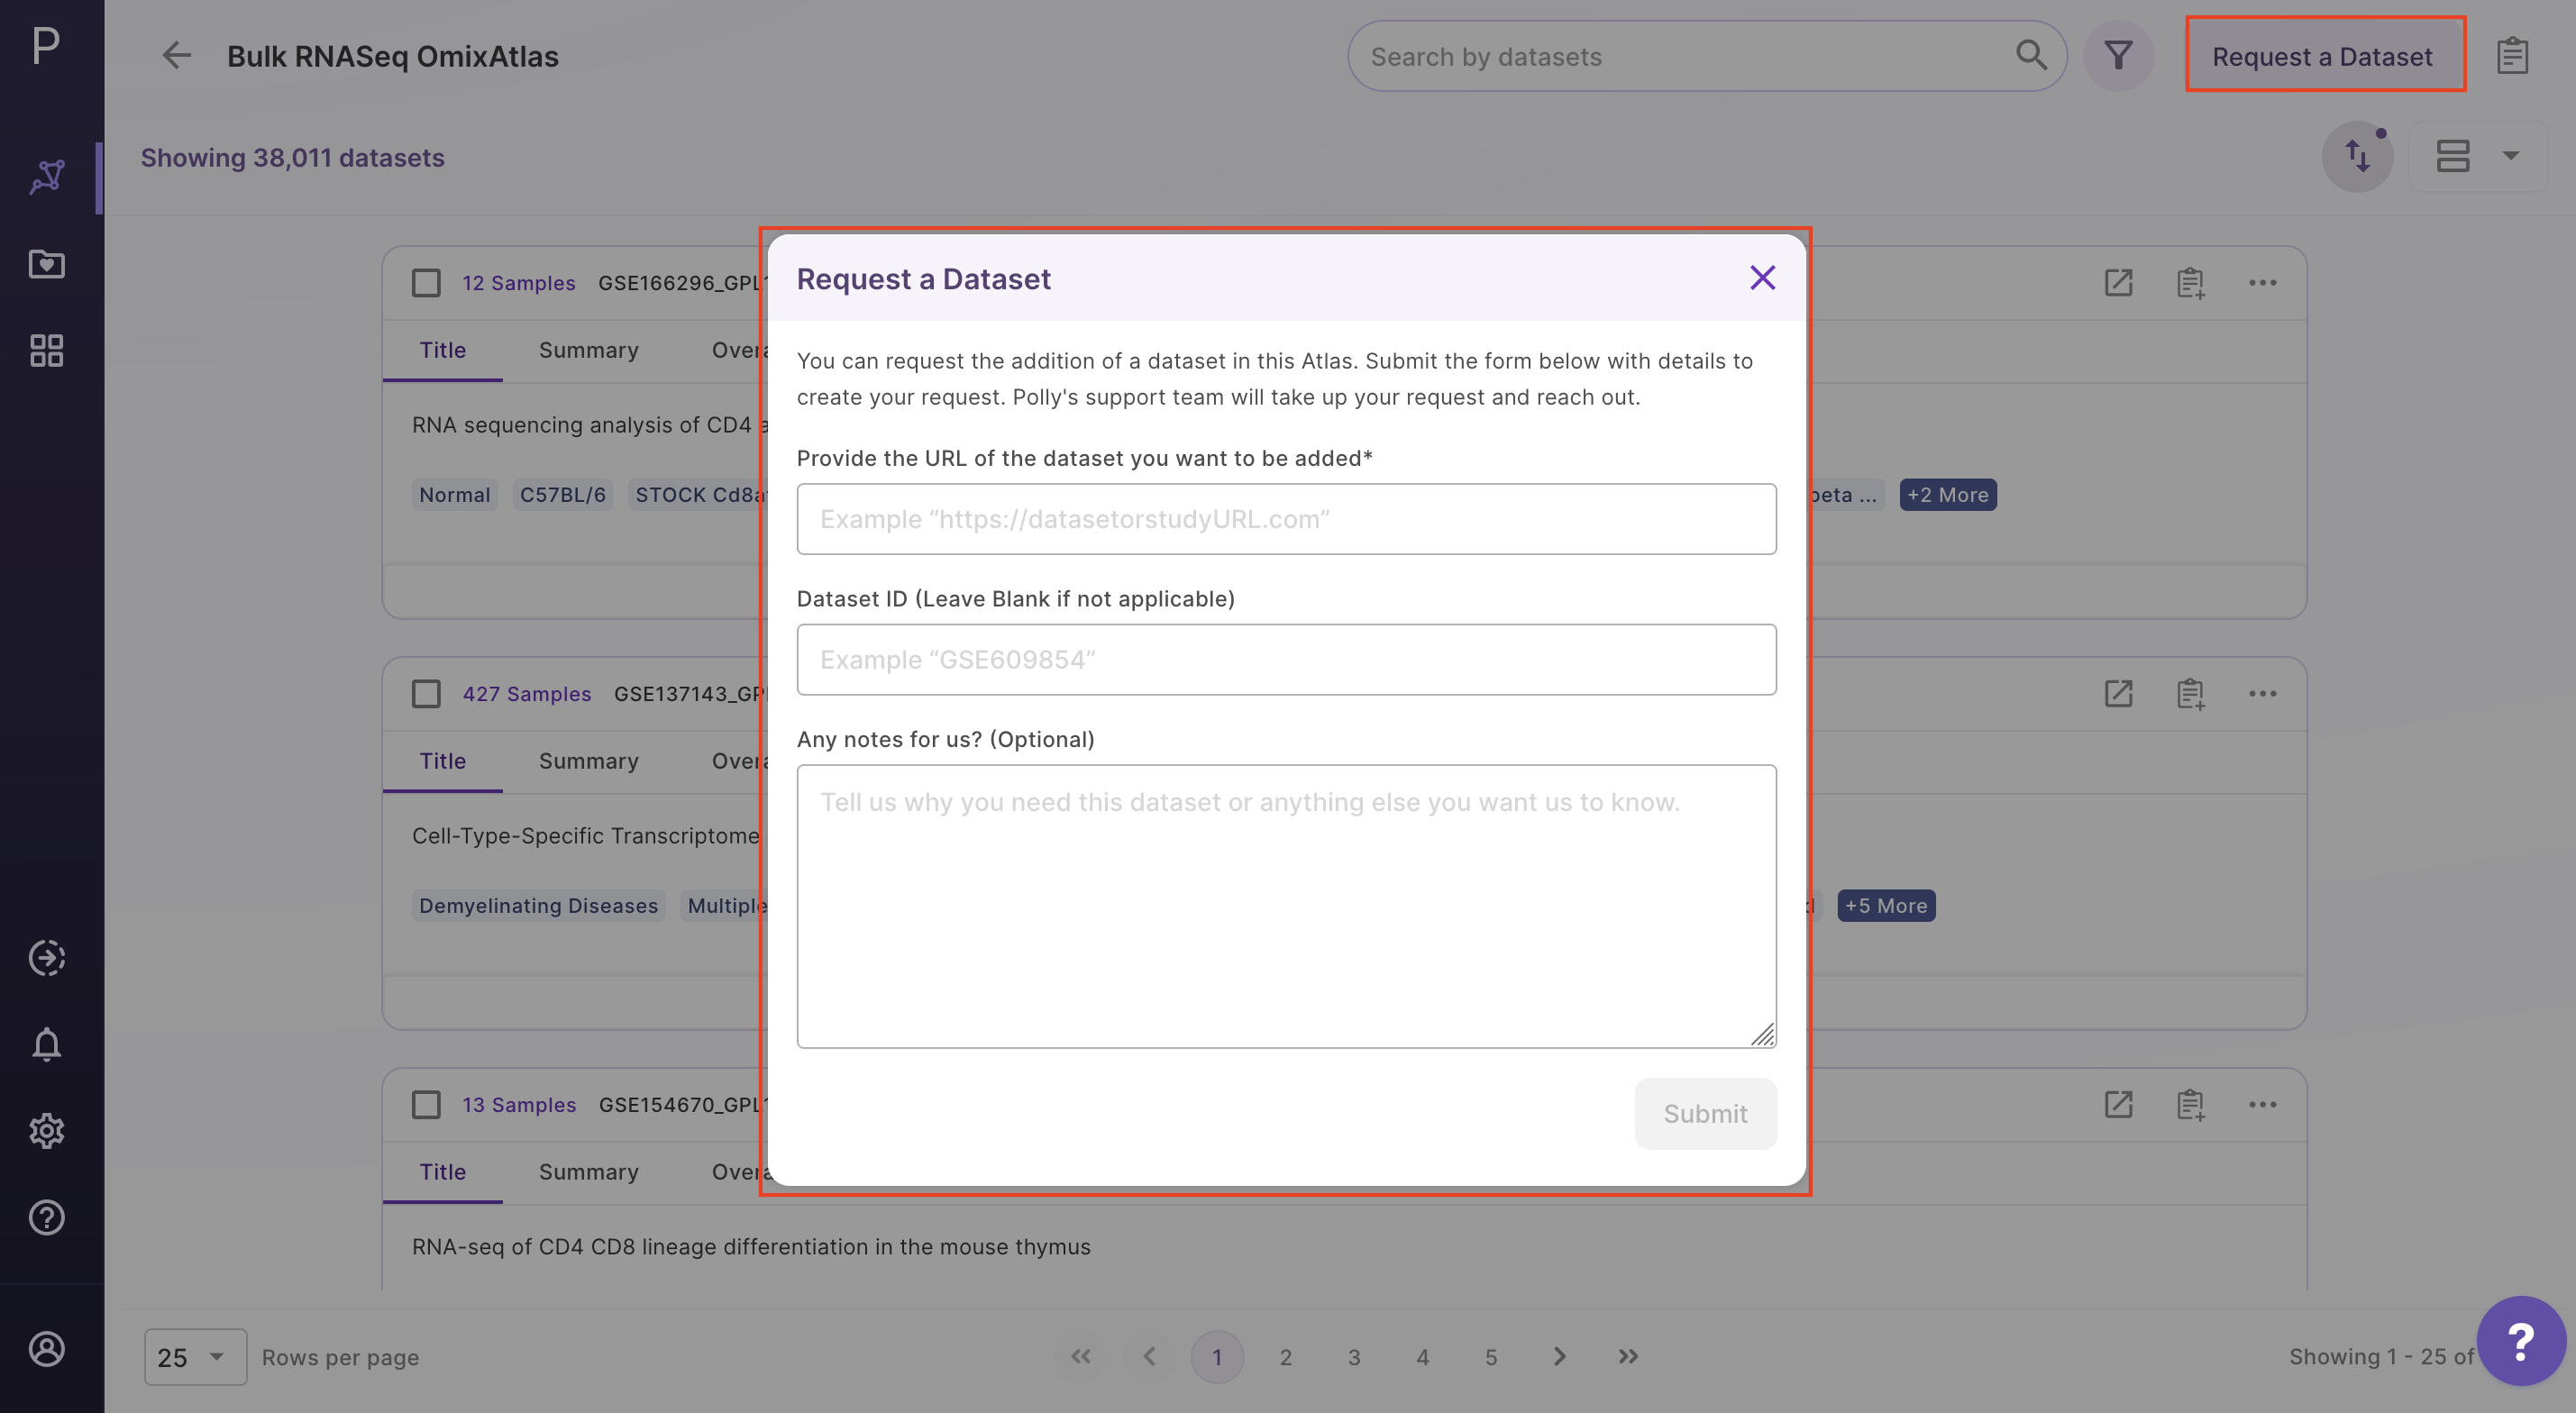 P
Bulk RNASeq OmixAtlas
Search by datasets
Request a Dataset
Showing 38,011 datasets
12 Samples GSE166296_GPL
Title Summary
RNA sequencing analysis of CD4
Normal C57BL/6 STOCK
+2 More
427 Samples GSE137143_
Title Summary
Cell-Type-Specific Transcriptome
Demyelinating Diseases Multiple
+5 More
13 Samples GSE154670_GPL
Title Summary
RNA-seq of CD4 CD8 lineage differentiation in the mouse thymus
Request a Dataset
You can request the addition of a dataset in this Atlas. Submit the form below with details to
create your request. Polly's support team will take up your request and reach out.
Provide the URL of the dataset you want to be added*
Example “https://datasetorstudyURL.com”
Dataset ID (Leave Blank if not applicable)
Example “GSE609854”
Any notes for us? (Optional)
Tell us why you need this dataset or anything else you want us to know.
Submit
25 Rows per page
1 2 3 4 5
Showing 1 - 25 of
?